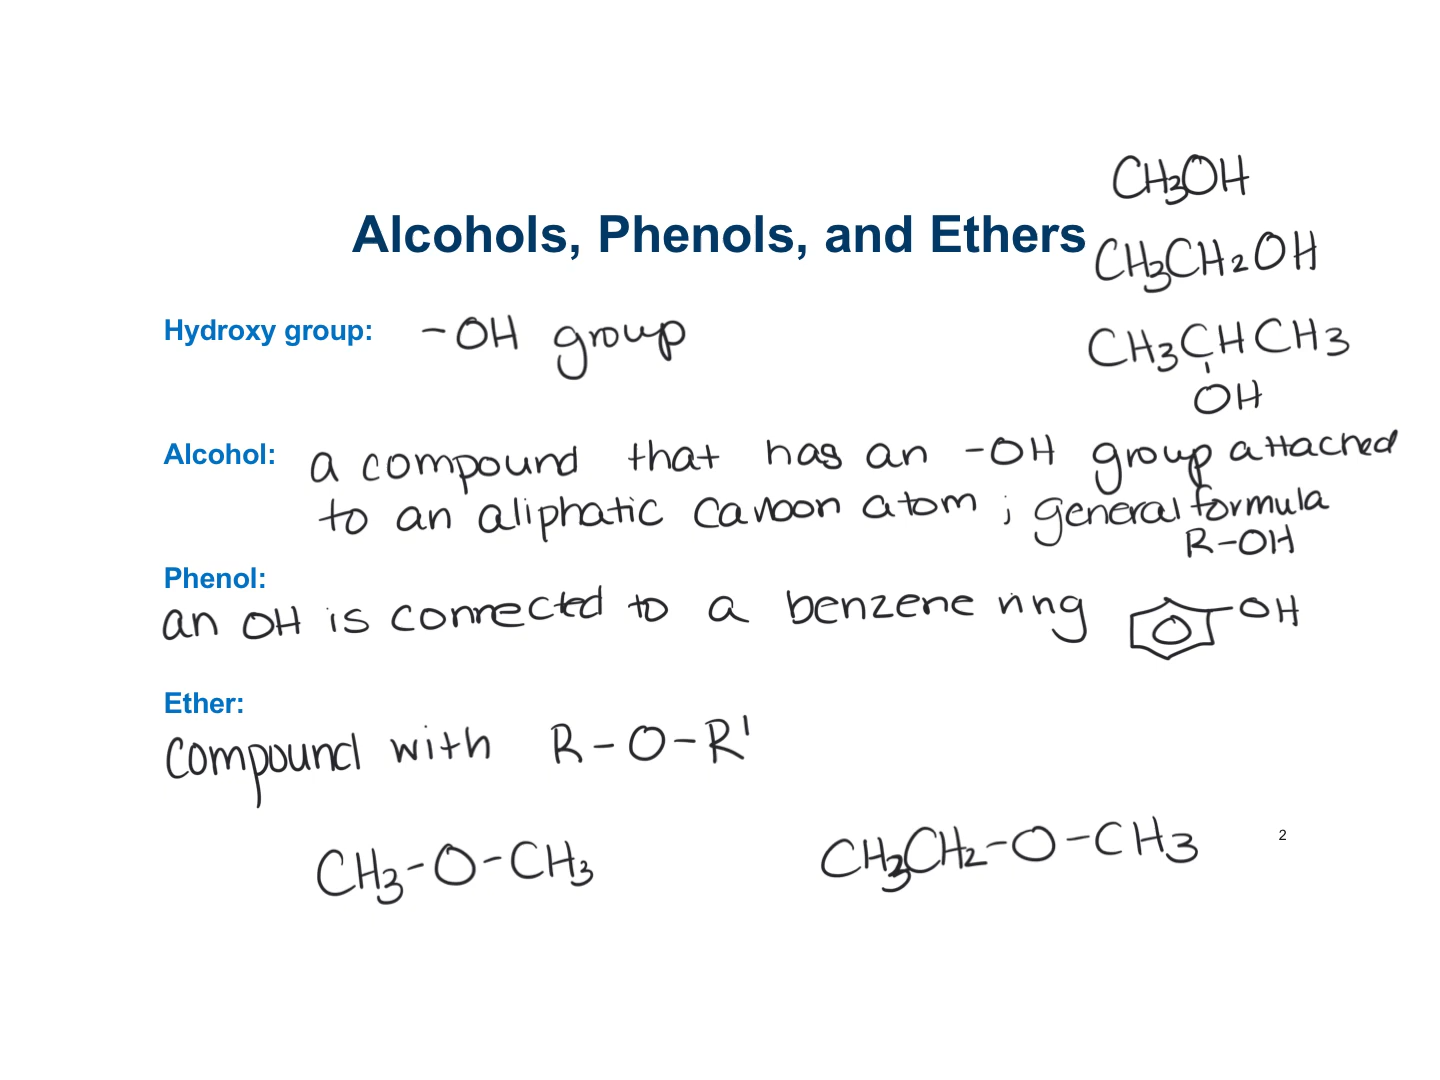 CH3OH
Alcohols, Phenols, and Ethers
CH3CH2OH
Hydroxy group: -OH group
CH3CHCH3
OH
Alcohol: a compound that has an -OH group attached
to an aliphatic carbon atom ; general formula
R-OH
Phenol:
an OH is connected to a benzene ring -OH
Ether:
compound with R-O-R'
CH3-O-CH3 CH3CH2-O-CH3
2